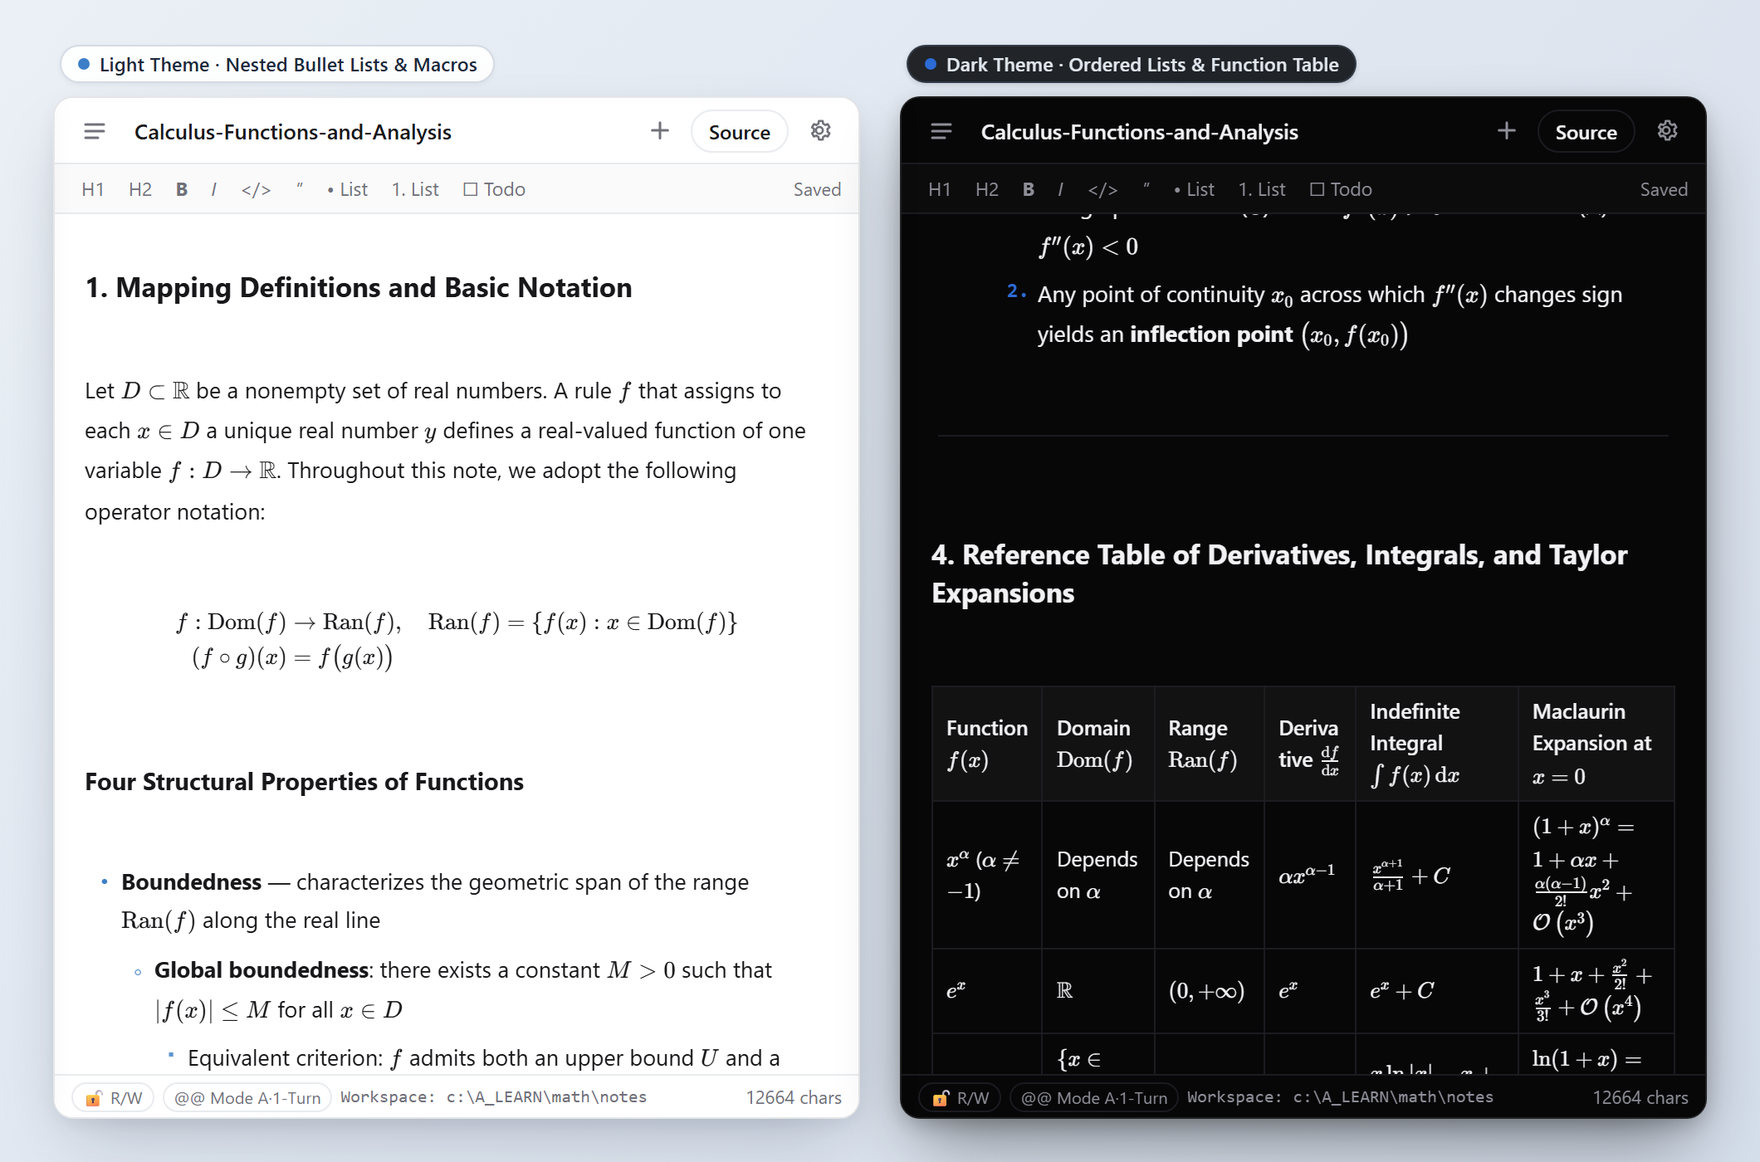 Light Theme · Nested Bullet Lists & Macros
Calculus-Functions-and-Analysis
+ Source
H1 H2 B I </> " • List 1. List ☐ Todo Saved
1. Mapping Definitions and Basic Notation
Let D ⊂ ℝ be a nonempty set of real numbers. A rule f that assigns to
each x ∈ D a unique real number y defines a real-valued function of one
variable f : D → ℝ. Throughout this note, we adopt the following
operator notation:
f : Dom(f) → Ran(f), Ran(f) = {f(x) : x ∈ Dom(f)}
(f ∘ g)(x) = f(g(x))
Four Structural Properties of Functions
• Boundedness — characterizes the geometric span of the range
Ran(f) along the real line
◦ Global boundedness: there exists a constant M > 0 such that
|f(x)| ≤ M for all x ∈ D
▪ Equivalent criterion: f admits both an upper bound U and a
R/W @@ Mode A·1-Turn Workspace: c:\A_LEARN\math\notes 12664 chars
Dark Theme · Ordered Lists & Function Table
Calculus-Functions-and-Analysis
+ Source
H1 H2 B I </> " • List 1. List ☐ Todo Saved
f″(x) < 0
2. Any point of continuity x₀ across which f″(x) changes sign
yields an inflection point (x₀, f(x₀))
4. Reference Table of Derivatives, Integrals, and Taylor
Expansions
Function
f(x)
Domain
Dom(f)
Range
Ran(f)
Deriva
tive df/dx
Indefinite
Integral
∫ f(x) dx
Maclaurin
Expansion at
x = 0
x^α (α ≠
−1)
Depends
on α
Depends
on α
αx^(α−1)
x^(α+1)/(α+1) + C
(1 + x)^α =
1 + αx +
α(α−1)/2! x² +
𝒪(x³)
e^x
ℝ
(0, +∞)
e^x
e^x + C
1 + x + x²/2! +
x³/3! + 𝒪(x⁴)
{x ∈
ln(1 + x) =
R/W @@ Mode A·1-Turn Workspace: c:\A_LEARN\math\notes 12664 chars